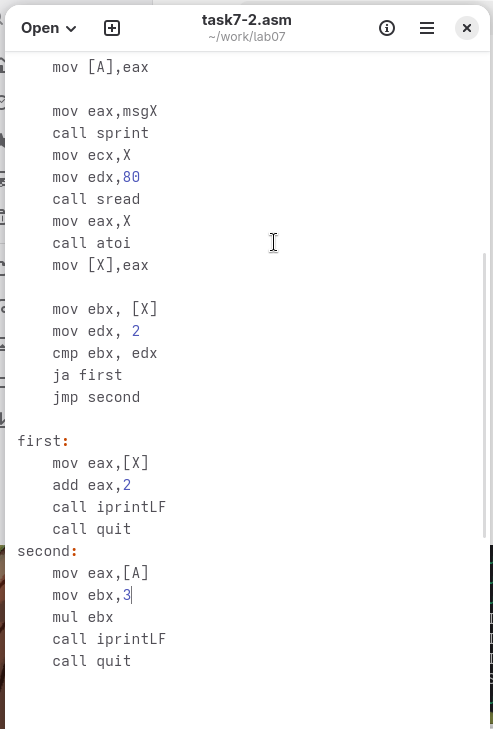 Open
task7-2.asm
~/work/lab07
mov [A],eax
mov eax,msgX
call sprint
mov ecx,X
mov edx,80
call sread
mov eax,X
call atoi
mov [X],eax
mov ebx, [X]
mov edx, 2
cmp ebx, edx
ja first
jmp second
first:
mov eax,[X]
add eax,2
call iprintLF
call quit
second:
mov eax,[A]
mov ebx,3
mul ebx
call iprintLF
call quit